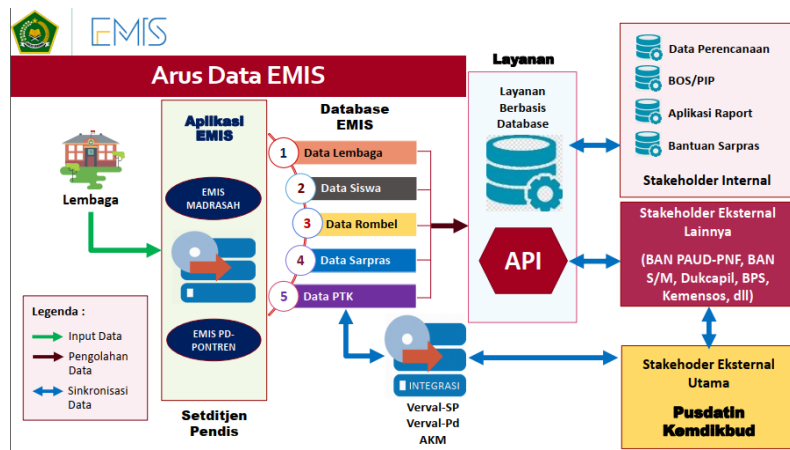 EMIS
Arus Data EMIS
Lembaga
Legenda :
Input Data
Pengolahan
Data
Sinkronisasi
Data
Aplikasi
EMIS
EMIS
MADRASAH
EMIS PD-
PONTREN
Setditjen
Pendis
Database
EMIS
1 Data Lembaga
2 Data Siswa
3 Data Rombel
4 Data Sarpras
5 Data PTK
INTEGRASI
Verval-SP
Verval-Pd
AKM
Layanan
Layanan
Berbasis
Database
API
Data Perencanaan
BOS/PIP
Aplikasi Raport
Bantuan Sarpras
Stakeholder Internal
Stakeholder Eksternal
Lainnya
(BAN PAUD-PNF, BAN
S/M, Dukcapil, BPS,
Kemensos, dll)
Stakehoder Eksternal
Utama
Pusdatin
Kemdikbud